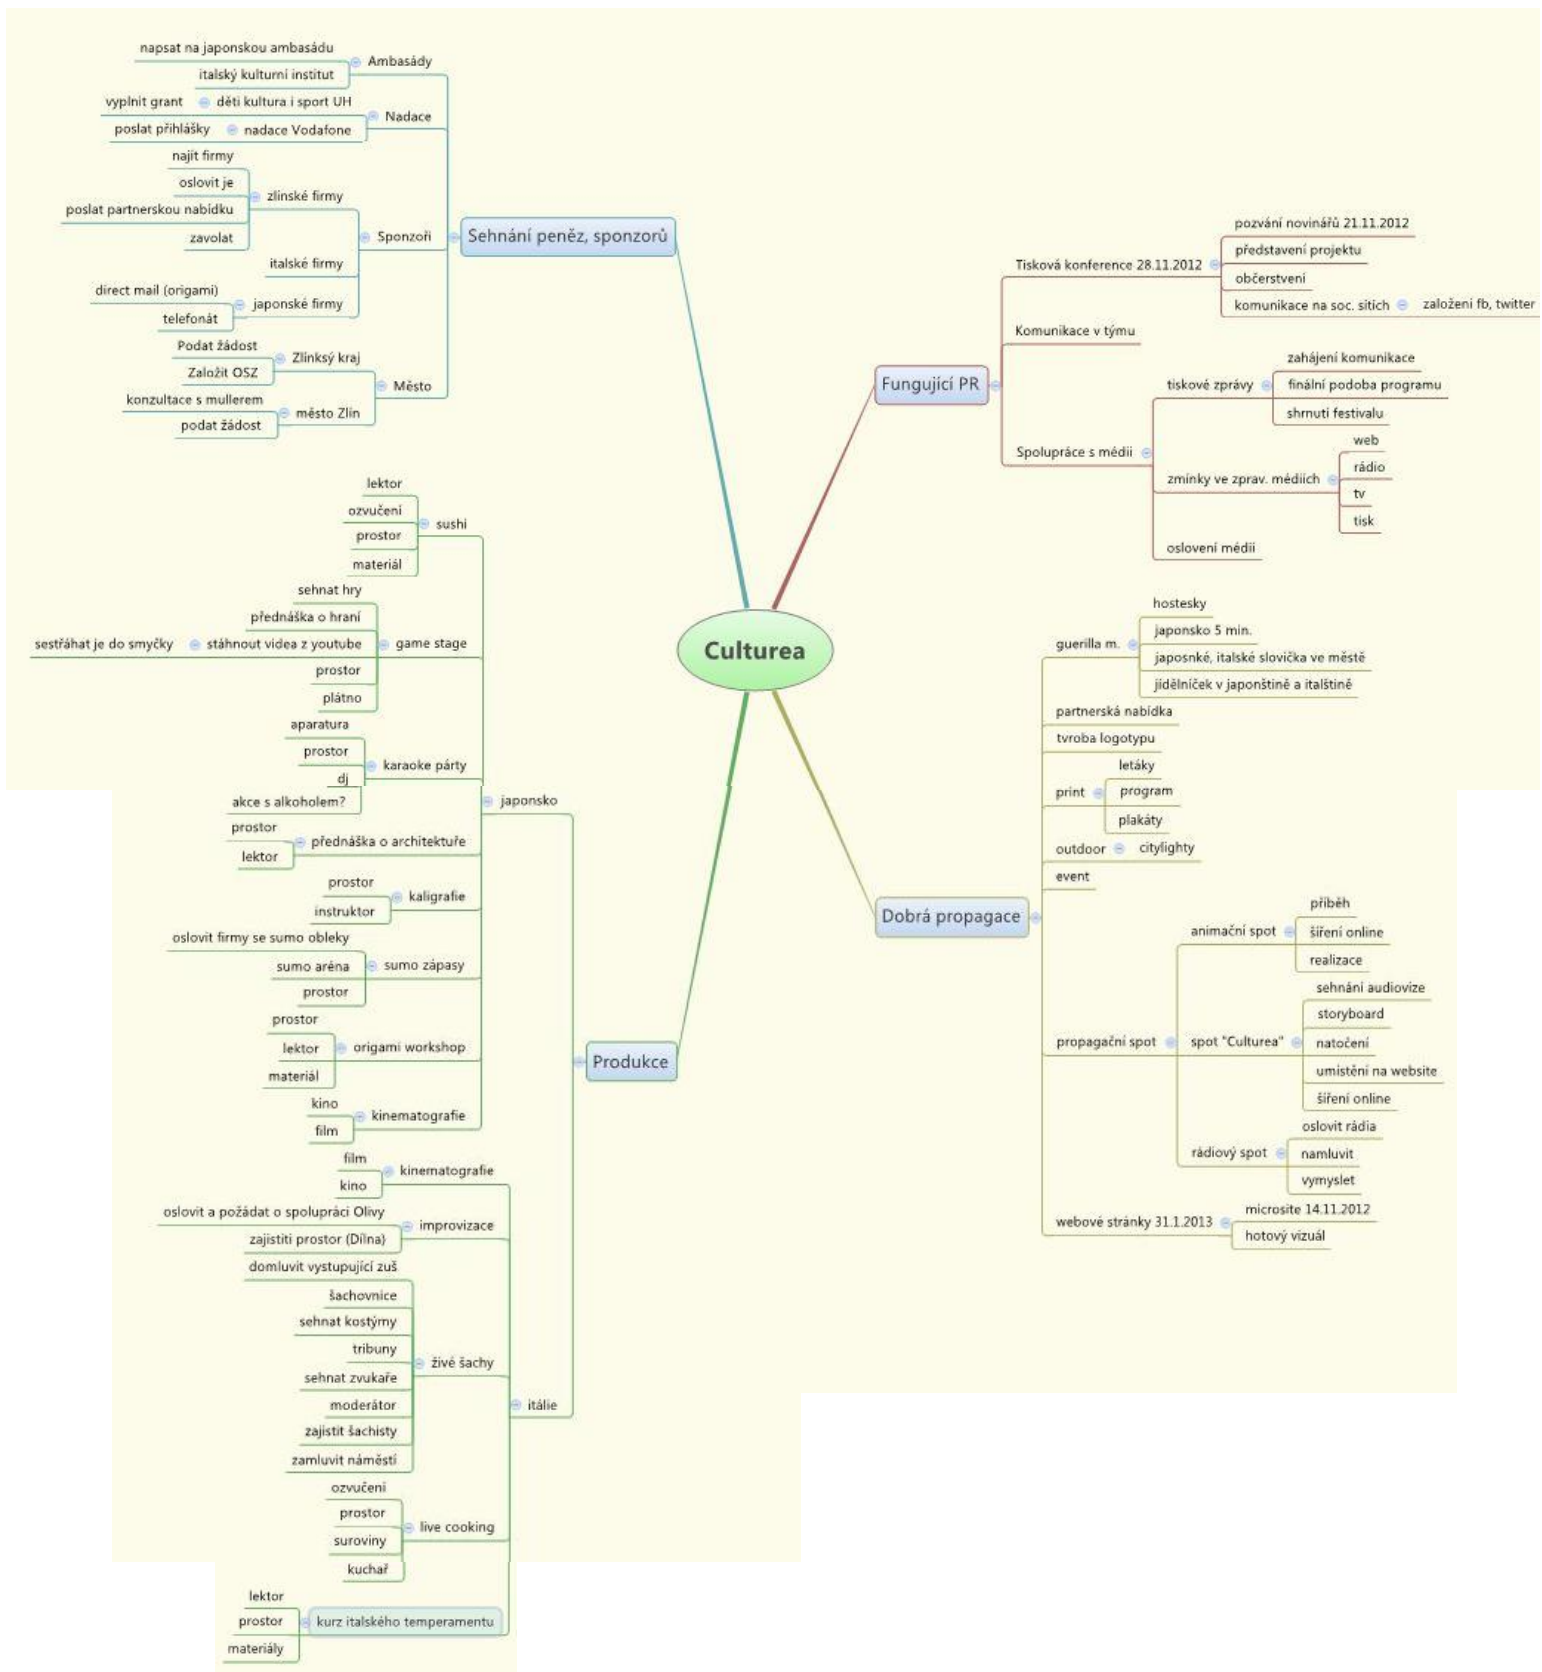 napsat na japonskou ambasádu
italský kulturní institut
Ambasády
vyplnit grant
děti kultura i sport UH
poslat přihlášky
nadace Vodafone
Nadace
najít firmy
oslovit je
poslat partnerskou nabídku
zavolat
zlínské firmy
italské firmy
direct mail (origami)
telefonát
japonské firmy
Sponzoři
Podat žádost
Založit OSZ
Zlínksý kraj
konzultace s mullerem
podat žádost
město Zlín
Město
Sehnání peněz, sponzorů
lektor
ozvučení
prostor
materiál
sushi
sehnat hry
přednáška o hraní
sestříhat je do smyčky
stáhnout videa z youtube
prostor
plátno
game stage
aparatura
prostor
dj
akce s alkoholem?
karaoke párty
prostor
lektor
přednáška o architektuře
prostor
instruktor
kaligrafie
oslovit firmy se sumo obleky
sumo aréna
prostor
sumo zápasy
prostor
lektor
materiál
origami workshop
kino
film
kinematografie
japonsko
film
kino
kinematografie
oslovit a požádat o spolupráci Olivy
zajistiti prostor (Dílna)
improvizace
domluvit vystupující zuš
šachovnice
sehnat kostýmy
tribuny
sehnat zvukaře
moderátor
zajistit šachisty
zamluvit náměstí
živé šachy
ozvučení
prostor
suroviny
kuchař
live cooking
lektor
prostor
materiály
kurz italského temperamentu
itálie
Produkce
Culturea
Fungující PR
Tisková konference 28.11.2012
pozvání novinářů 21.11.2012
představení projektu
občerstvení
komunikace na soc. sítích
založení fb, twitter
Komunikace v týmu
Spolupráce s médii
tiskové zprávy
zahájení komunikace
finální podoba programu
shrnutí festivalu
zmínky ve zprav. médiích
web
rádio
tv
tisk
oslovení médií
Dobrá propagace
guerilla m.
hostesky
japonsko 5 min.
japosnké, italské slovíčka ve městě
jídělníček v japonštině a italštině
partnerská nabídka
tvroba logotypu
print
letáky
program
plakáty
outdoor
citylighty
event
propagační spot
animační spot
příběh
šíření online
realizace
spot "Culturea"
sehnání audiovize
storyboard
natočení
umístění na website
šíření online
rádiový spot
oslovit rádia
namluvit
vymyslet
webové stránky 31.1.2013
microsite 14.11.2012
hotový vizuál